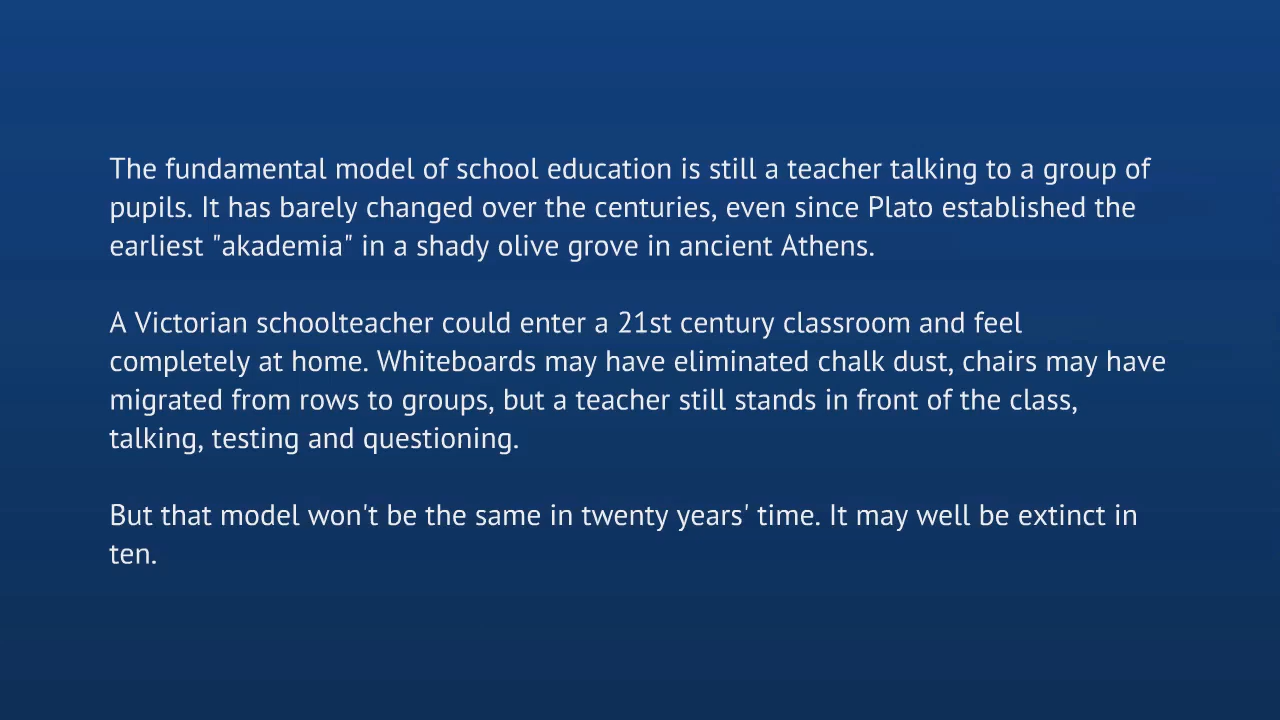 The fundamental model of school education is still a teacher talking to a group of
pupils. It has barely changed over the centuries, even since Plato established the
earliest "akademia" in a shady olive grove in ancient Athens.
A Victorian schoolteacher could enter a 21st century classroom and feel
completely at home. Whiteboards may have eliminated chalk dust, chairs may have
migrated from rows to groups, but a teacher still stands in front of the class,
talking, testing and questioning.
But that model won't be the same in twenty years' time. It may well be extinct in
ten.